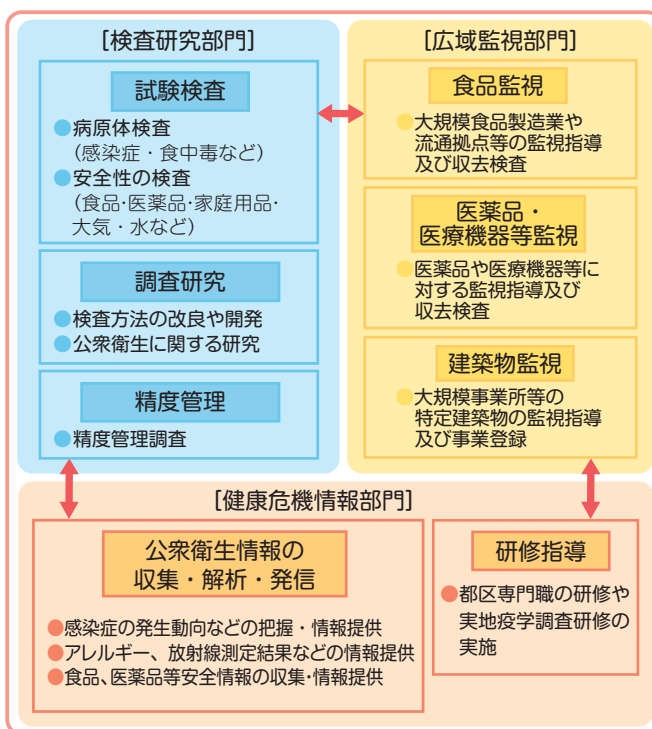 [検査研究部門]
試験検査
●病原体検査
(感染症・食中毒など)
●安全性の検査
(食品・医薬品・家庭用品・
大気・水など)
調査研究
●検査方法の改良や開発
●公衆衛生に関する研究
精度管理
●精度管理調査
[広域監視部門]
食品監視
●大規模食品製造業や
流通拠点等の監視指導
及び収去検査
医薬品・
医療機器等監視
●医薬品や医療機器等に
対する監視指導及び
収去検査
建築物監視
●大規模事業所等の
特定建築物の監視指導
及び事業登録
[健康危機情報部門]
公衆衛生情報の
収集・解析・発信
●感染症の発生動向などの把握・情報提供
●アレルギー、放射線測定結果などの情報提供
●食品、医薬品等安全情報の収集・情報提供
研修指導
●都区専門職の研修や
実地疫学調査研修の
実施